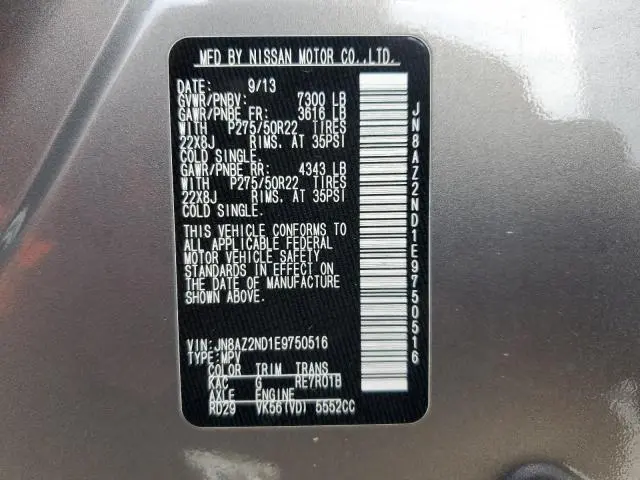 MFD BY NISSAN MOTOR CO.,LTD.
DATE: 9/13
GVWR/PNBV: 7300 LB
GAWR/PNBE FR: 3616 LB
WITH P275/50R22 TIRES
22X8J RIMS. AT 35PSI
COLD SINGLE.
GAWR/PNBE RR: 4343 LB
WITH P275/50R22 TIRES
22X8J RIMS. AT 35PSI
COLD SINGLE.
THIS VEHICLE CONFORMS TO
ALL APPLICABLE FEDERAL
MOTOR VEHICLE SAFETY
STANDARDS IN EFFECT ON
THE DATE OF MANUFACTURE
SHOWN ABOVE.
VIN:JN8AZ2ND1E9750516
TYPE:MPV
COLOR TRIM TRANS
KAC G RE7R01B
AXLE ENGINE
RD29 VK56(VD) 5552CC
JN8AZ2ND1E9750516